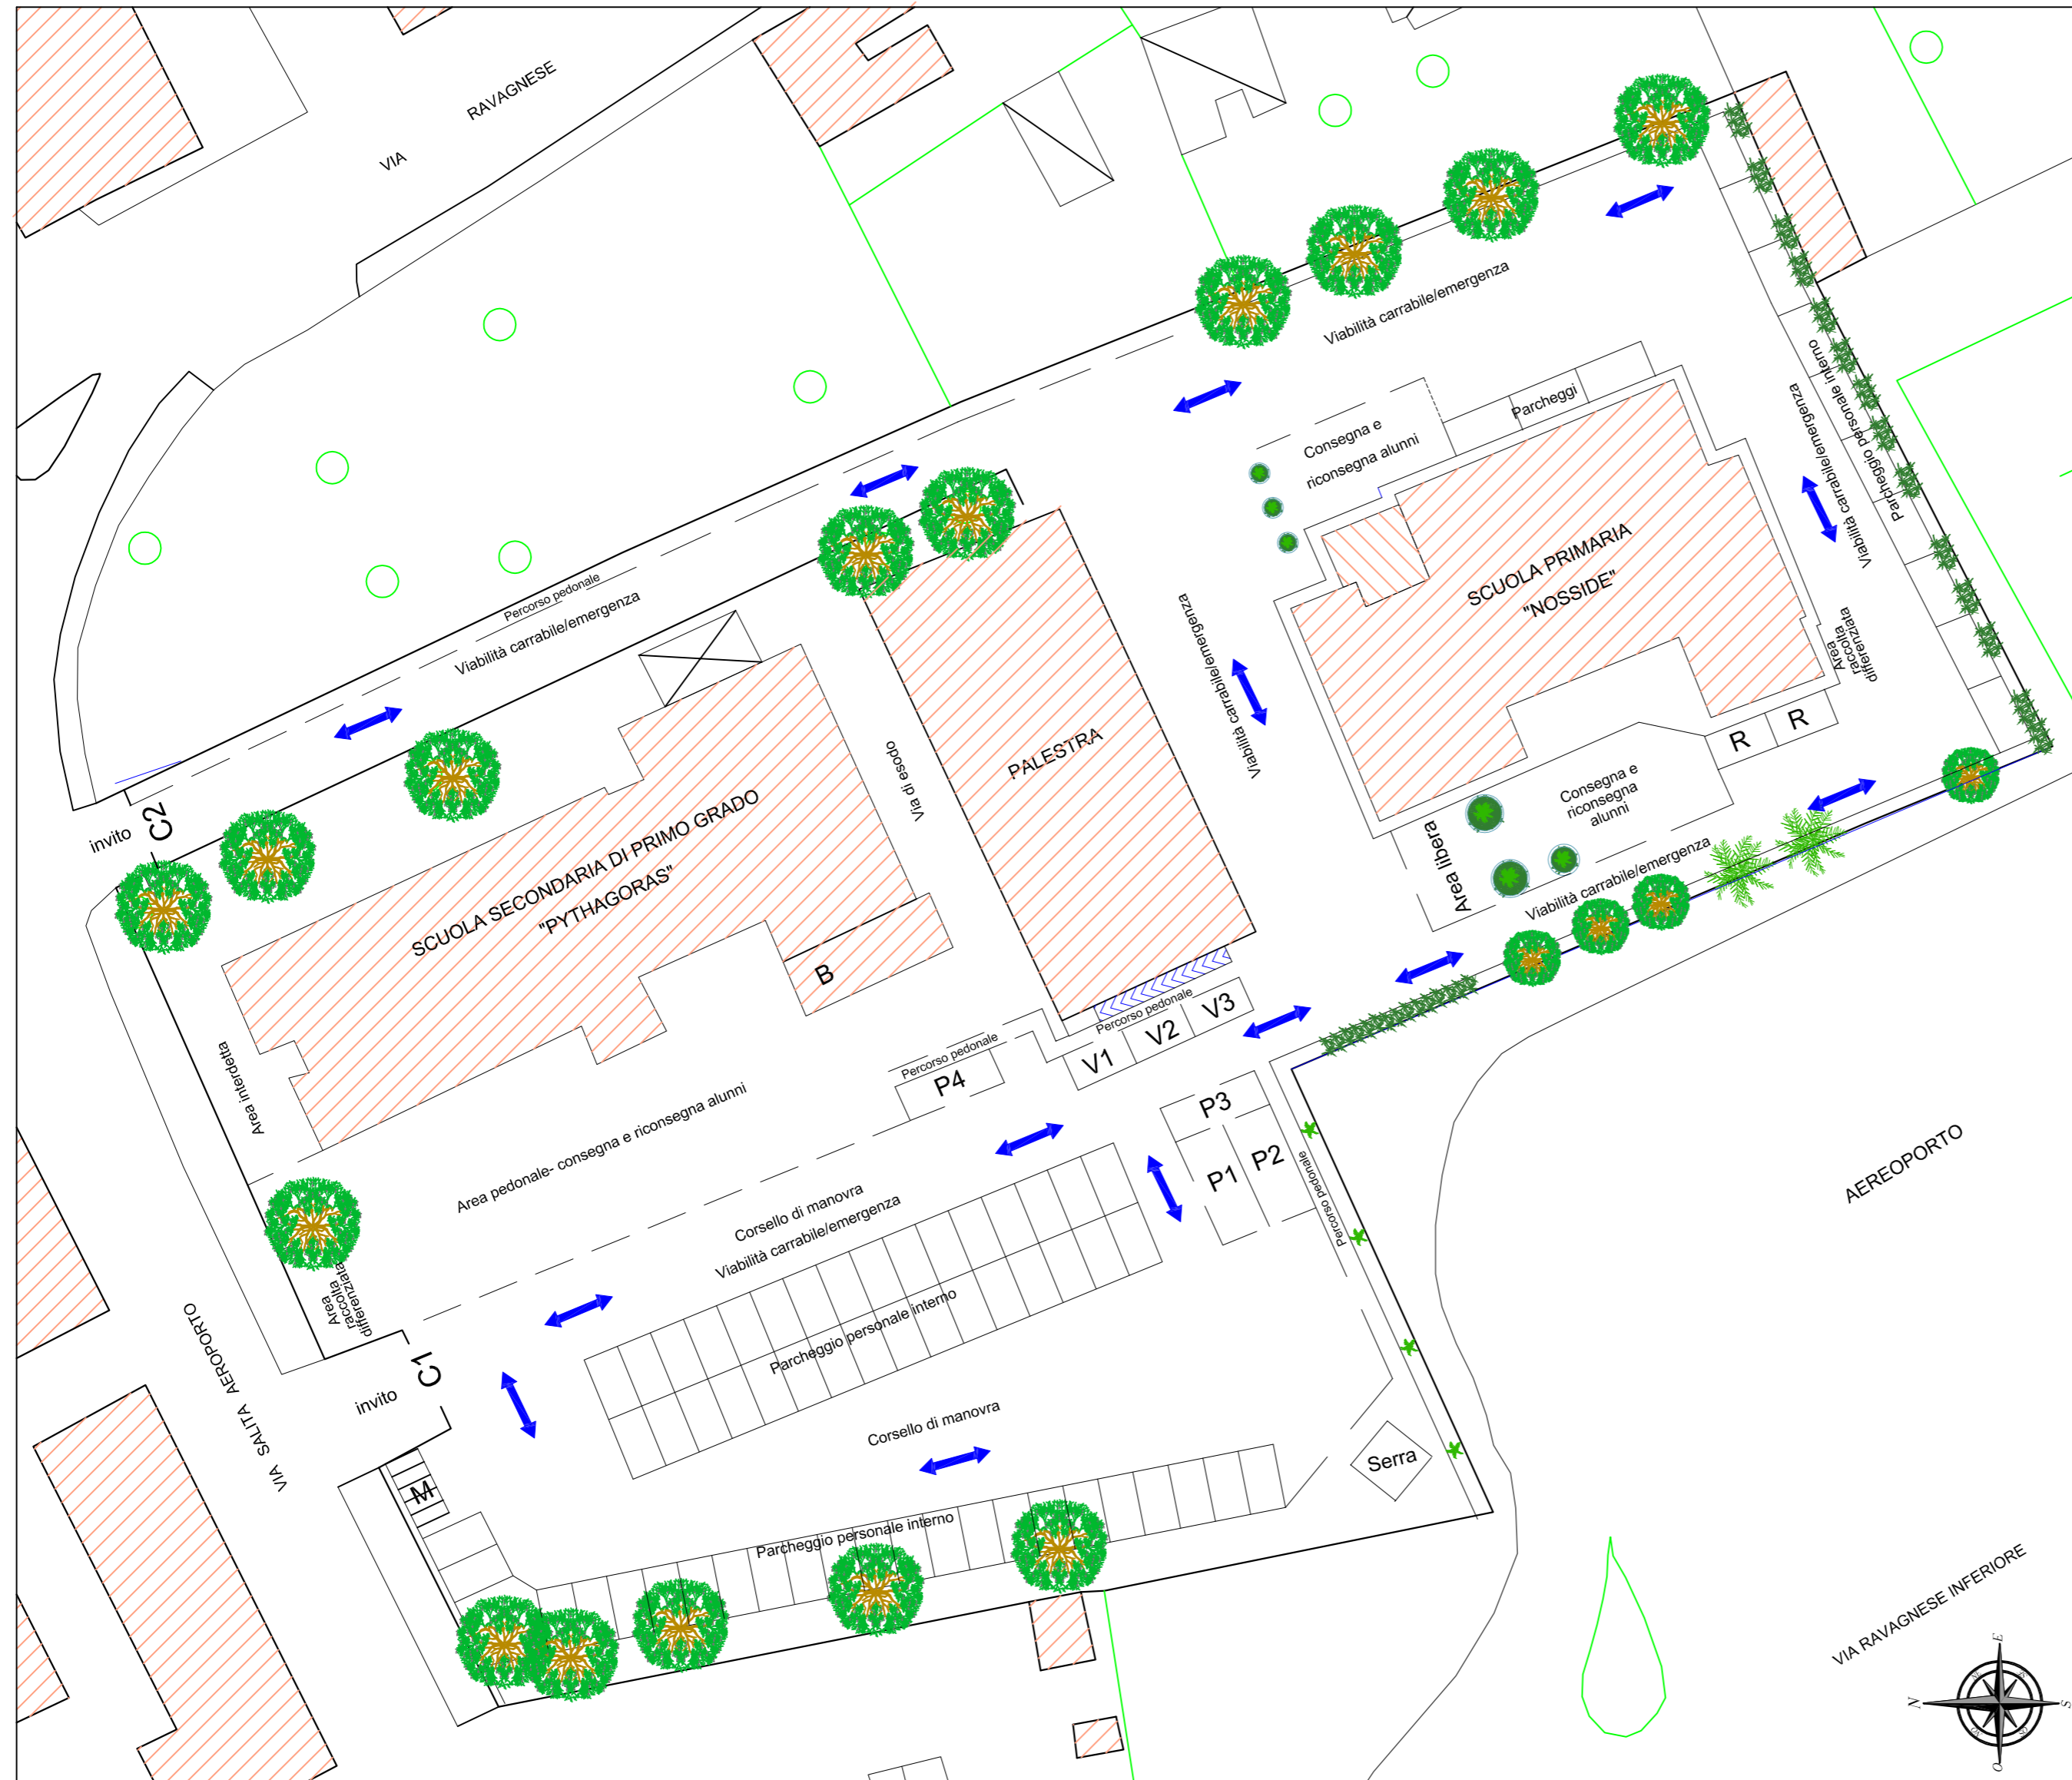 RAVAGNESE
VIA
Viabilità carrabile/emergenza
Parcheggi
Consegna e
riconsegna alunni
Parcheggio personale interno
Viabilità carrabile/emergenza
SCUOLA PRIMARIA
"NOSSIDE"
Percorso pedonale
Viabilità carrabile/emergenza
Viabilità carrabile/emergenza
Area
raccolta
differenziata
R
R
PALESTRA
Via di esodo
invito
C2
SCUOLA SECONDARIA DI PRIMO GRADO
"PYTHAGORAS"
B
Consegna e
riconsegna
alunni
Area libera
Viabilità carrabile/emergenza
Percorso pedonale
V1
V2
V3
Percorso pedonale
P4
P3
P1
P2
Percorso pedonale
Area interdetta
Area pedonale- consegna e riconsegna alunni
Corsello di manovra
Viabilità carrabile/emergenza
Parcheggio personale interno
AEREOPORTO
Area
raccolta
differenziata
C1
invito
VIA SALITA AEROPORTO
Corsello di manovra
Serra
M
Parcheggio personale interno
VIA RAVAGNESE INFERIORE
E
N
S
O